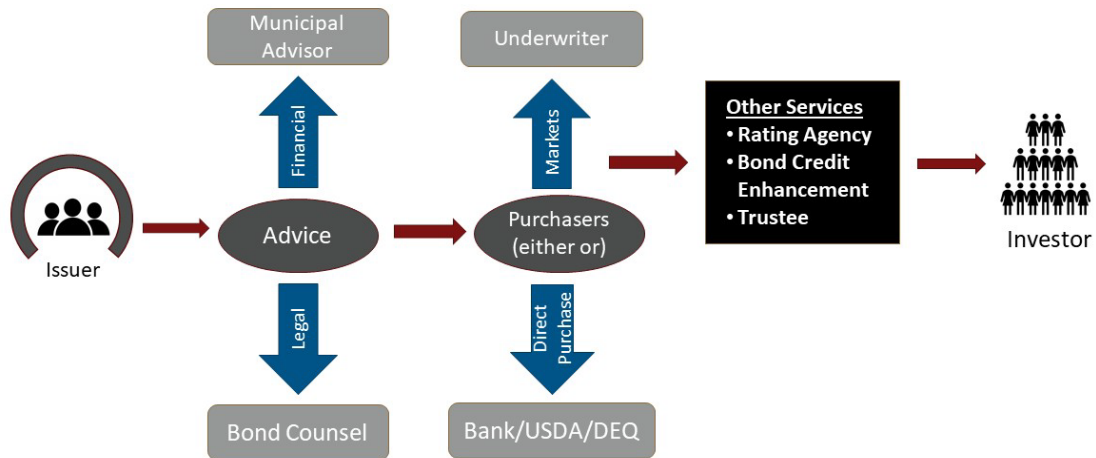 Municipal
Advisor
Underwriter
Financial
Markets
Other Services
• Rating Agency
• Bond Credit
Enhancement
• Trustee
Issuer
Advice
Purchasers
(either or)
Investor
Legal
Direct
Purchase
Bond Counsel
Bank/USDA/DEQ